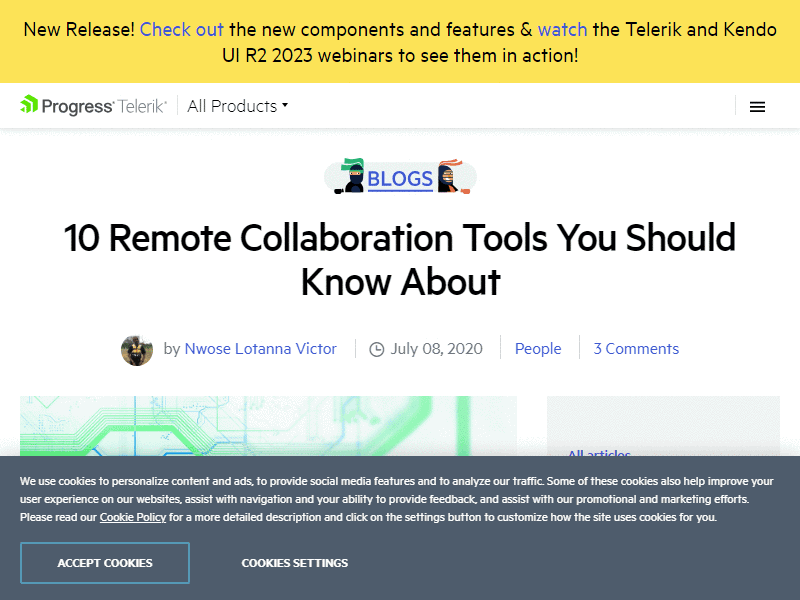 New Release! Check out the new components and features & watch the Telerik and Kendo
UI R2 2023 webinars to see them in action!
Progress Telerik
All Products
BLOGS
10 Remote Collaboration Tools You Should
Know About
by Nwose Lotanna Victor
July 08, 2020
People
3 Comments
All articles
We use cookies to personalize content and ads, to provide social media features and to analyze our traffic. Some of these cookies also help improve your
user experience on our websites, assist with navigation and your ability to provide feedback, and assist with our promotional and marketing efforts.
Please read our Cookie Policy for a more detailed description and click on the settings button to customize how the site uses cookies for you.
ACCEPT COOKIES
COOKIES SETTINGS